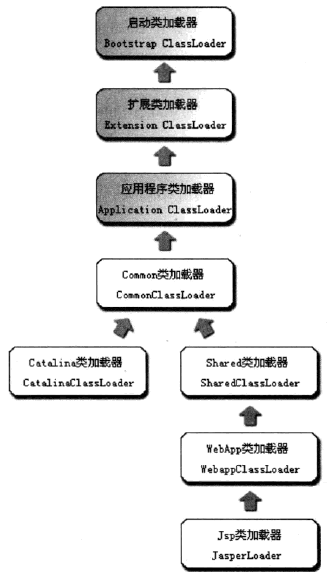 启动类加载器
Bootstrap ClassLoader
扩展类加载器
Extension ClassLoader
应用程序类加载器
Application ClassLoader
Common类加载器
CommonClassLoader
Catalina类加载器
CatalinaClassLoader
Shared类加载器
SharedClassLoader
WebApp类加载器
WebappClassLoader
Jsp类加载器
JasperLoader